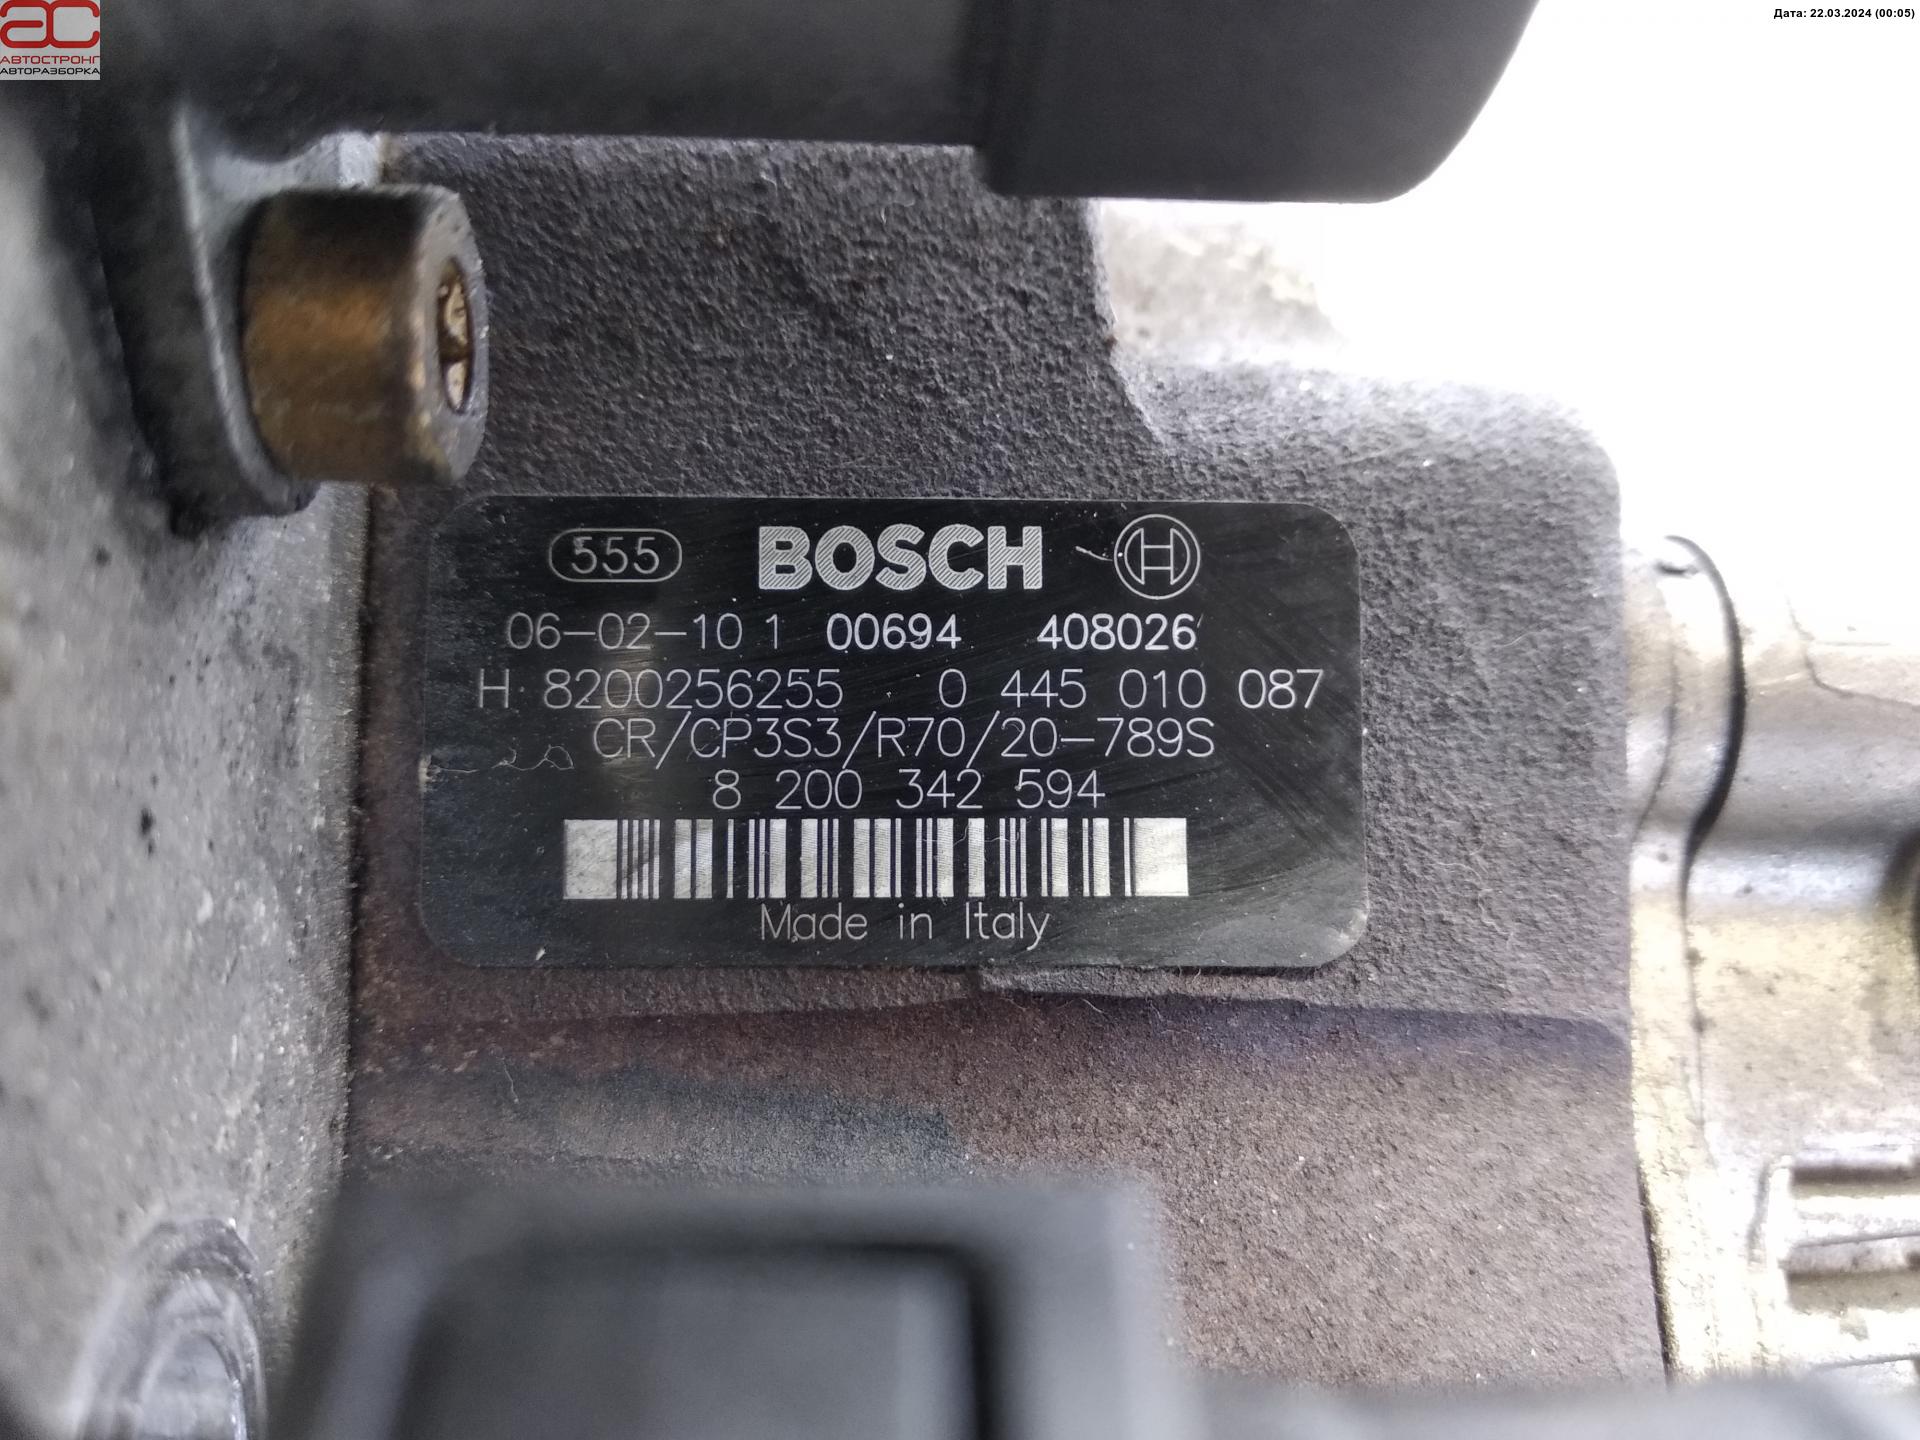 АС
АВТОСТРОНГ
АВТОРАЗБОРКА
Дата: 22.03.2024 (00:05)
555 BOSCH
06-02-10 1 00694 408026
H 8200256255 0 445 010 087
CR/CP3S3/R70/20-789S
8 200 342 594
Made in Italy